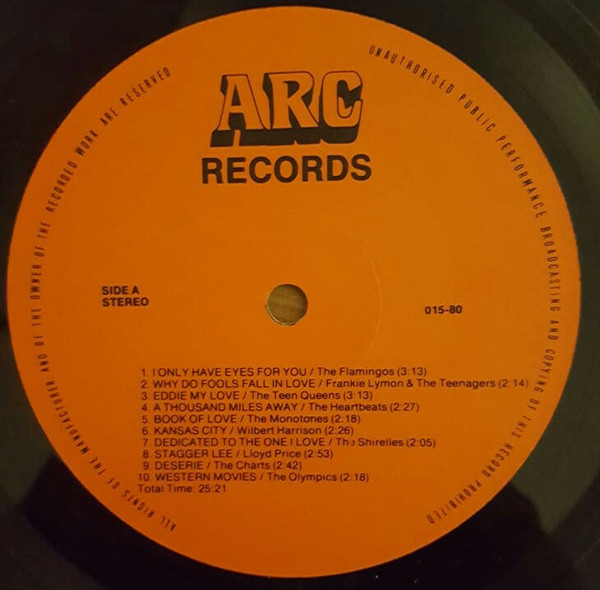 ARC
RECORDS
SIDE A
STEREO
015-80
1. I ONLY HAVE EYES FOR YOU / The Flamingos (3:13)
2. WHY DO FOOLS FALL IN LOVE / Frankie Lymon & The Teenagers (2:14)
3. EDDIE MY LOVE / The Teen Queens (3:13)
4. A THOUSAND MILES AWAY / The Heartbeats (2:27)
5. BOOK OF LOVE / The Monotones (2:18)
6. KANSAS CITY / Wilbert Harrison (2:26)
7. DEDICATED TO THE ONE I LOVE / The Shirelles (2:05)
8. STAGGER LEE / Lloyd Price (2:53)
9. DESERIE / The Charts (2:42)
10. WESTERN MOVIES / The Olympics (2:18)
Total Time: 25:21
ALL RIGHTS OF THE MANUFACTURER AND OF THE OWNER OF THE RECORDED WORK ARE RESERVED
UNAUTHORISED PUBLIC PERFORMANCE BROADCASTING AND COPYING OF THIS RECORD PROHIBITED